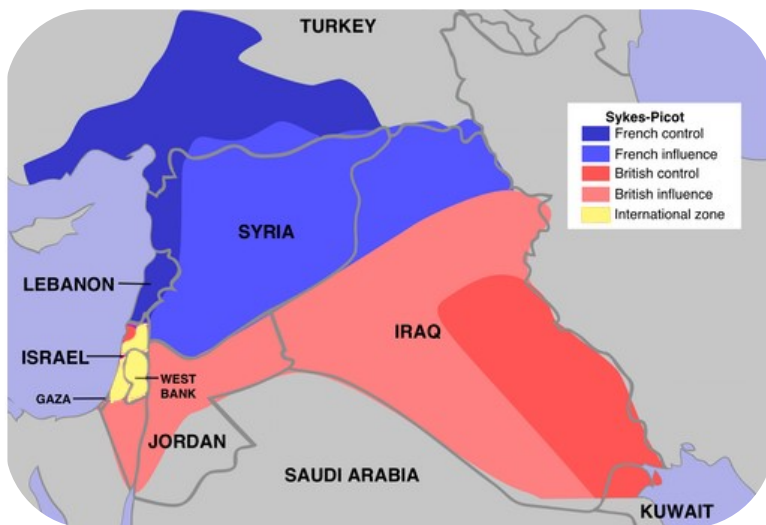 TURKEY
Sykes-Picot
French control
French influence
British control
British influence
International zone
SYRIA
LEBANON
IRAQ
ISRAEL
WEST
BANK
GAZA
JORDAN
SAUDI ARABIA
KUWAIT